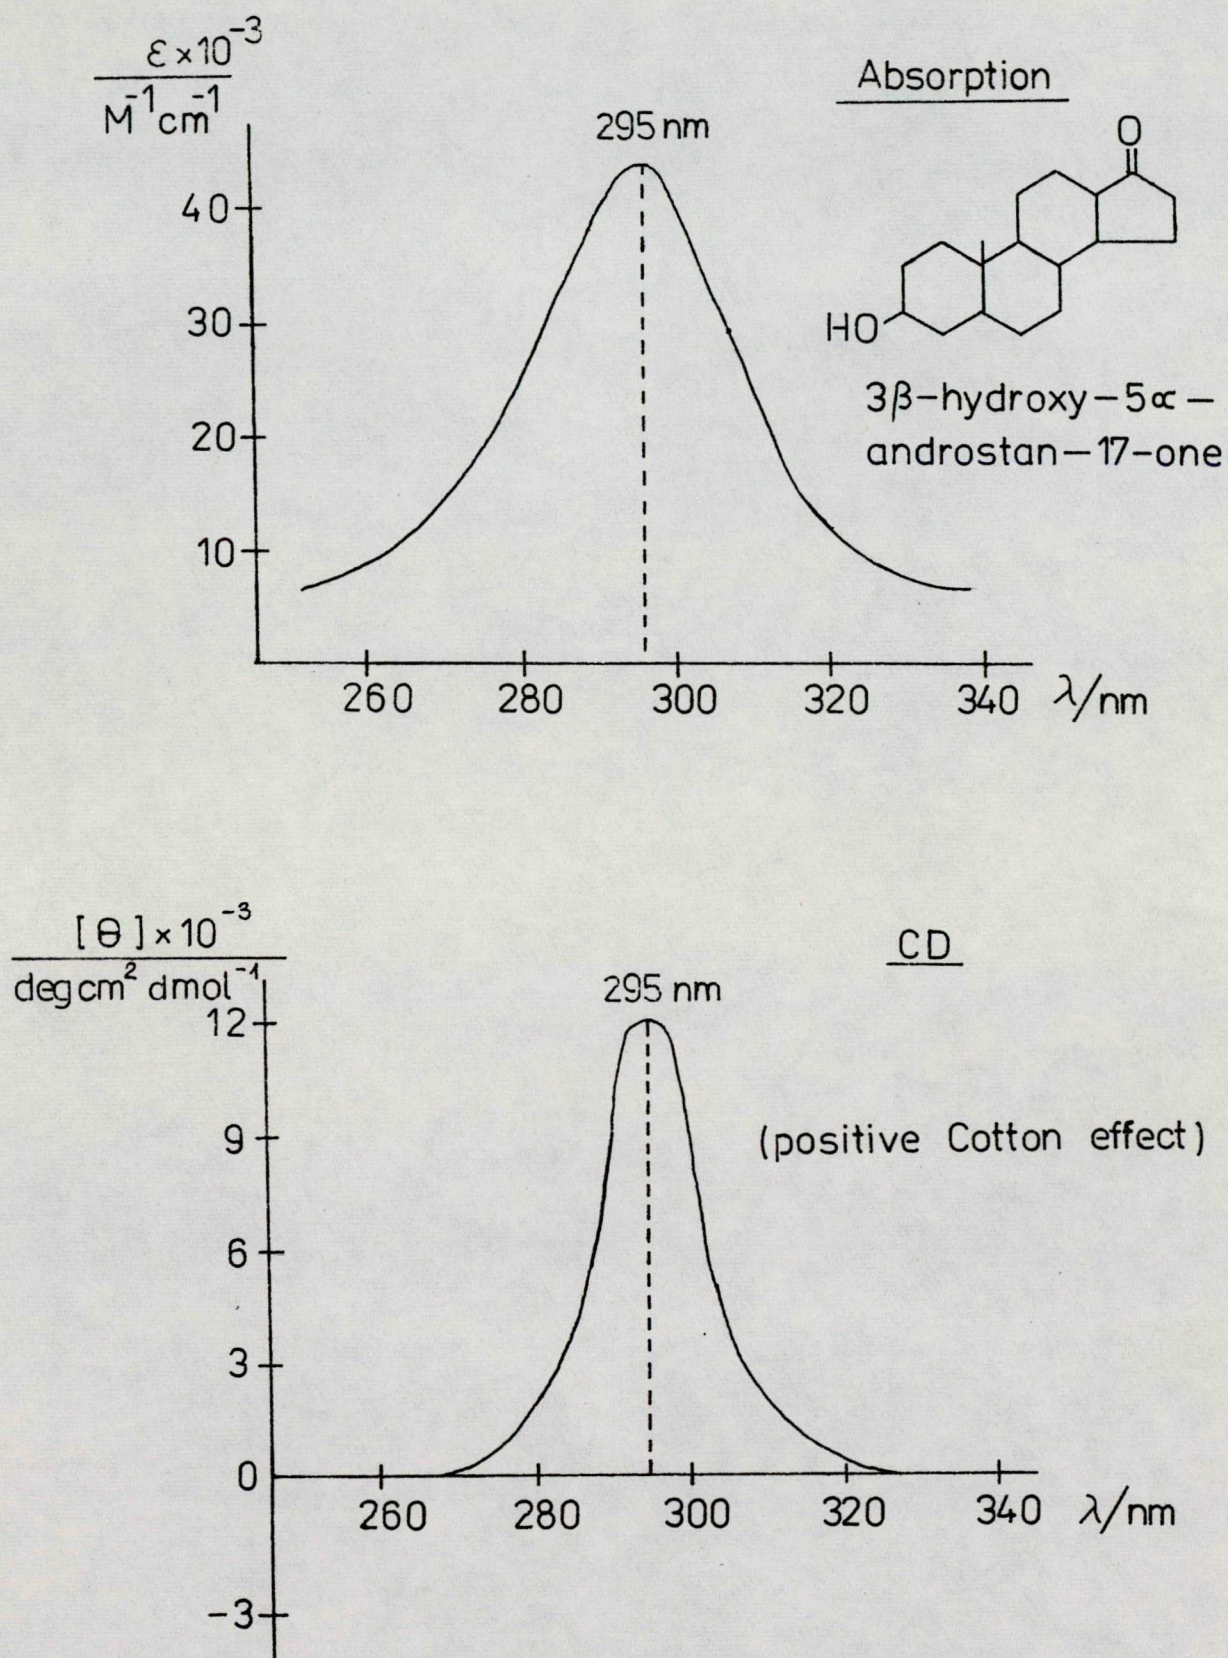 ε×10⁻³
M⁻¹cm⁻¹
Absorption
295 nm
O
40
30
HO
3β-hydroxy-5α-
20
androstan-17-one
10
260 280 300 320 340 λ/nm
[θ]×10⁻³
deg cm² dmol⁻¹
CD
295 nm
12
9
(positive Cotton effect)
6
3
0
260 280 300 320 340 λ/nm
-3